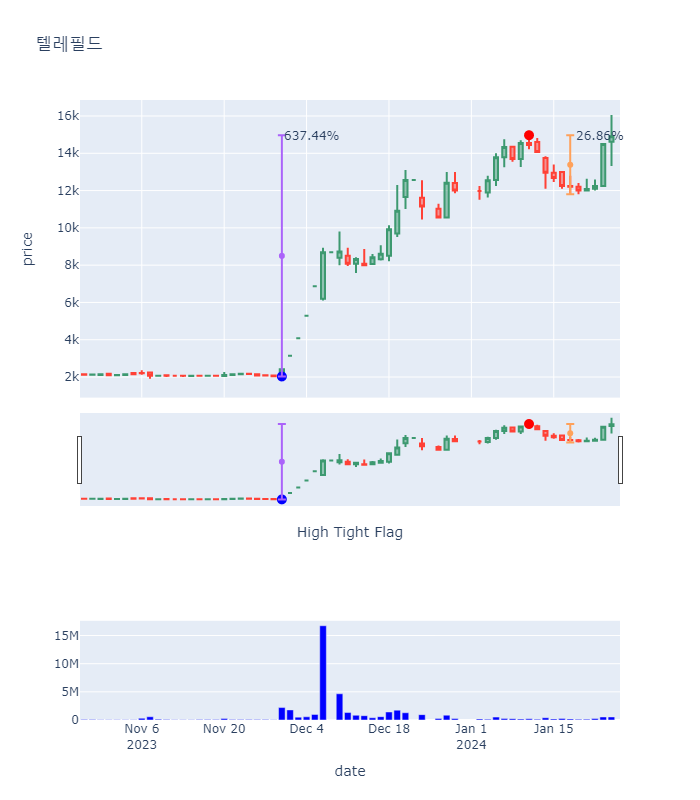 텔레필드
16k
637.44%
26.86%
14k
12k
10k
price
8k
6k
4k
2k
High Tight Flag
15M
10M
5M
0
Nov 6
2023
Nov 20
Dec 4
Dec 18
Jan 1
2024
Jan 15
date